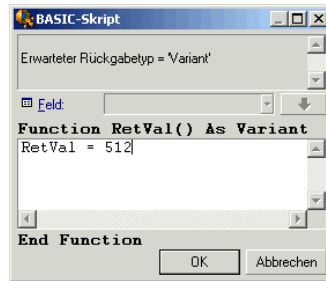 BASIC-Skript
Erwarteter Rückgabetyp = 'Variant'
Feld:
Function RetVal() As Variant
RetVal = 512
End Function
OK Abbrechen